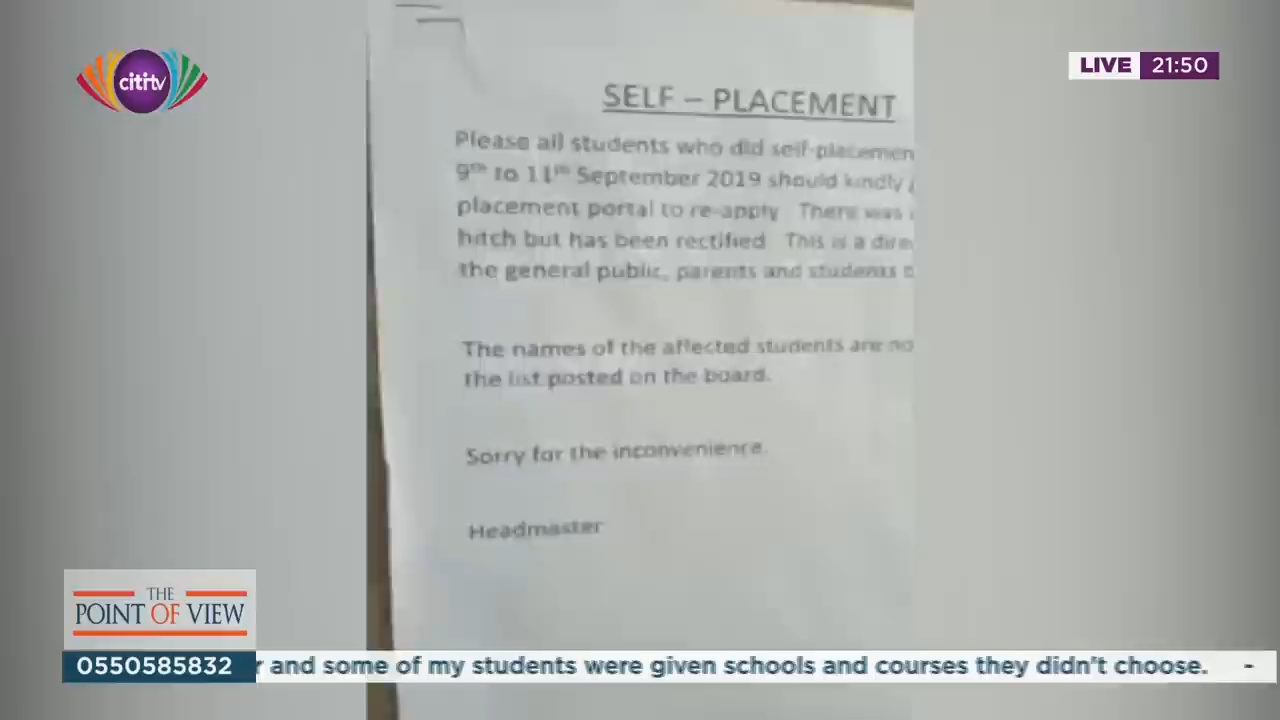 cititv
LIVE 21:50
SELF – PLACEMENT
Please all students who did self-placemen
9th to 11th September 2019 should kindly
placement portal to re-apply There was
hitch but has been rectified This is a dire
the general public, parents and students
The names of the affected students are no
the list posted on the board.
Sorry for the inconvenience.
Headmaster
THE
POINT OF VIEW
0550585832 r and some of my students were given schools and courses they didn't choose. -